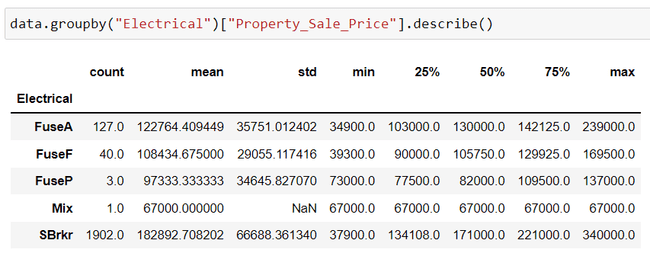 data.groupby("Electrical")["Property_Sale_Price"].describe()
count mean std min 25% 50% 75% max
Electrical
FuseA 127.0 122764.409449 35751.012402 34900.0 103000.0 130000.0 142125.0 239000.0
FuseF 40.0 108434.675000 29055.117416 39300.0 90000.0 105750.0 129925.0 169500.0
FuseP 3.0 97333.333333 34645.827070 73000.0 77500.0 82000.0 109500.0 137000.0
Mix 1.0 67000.000000 NaN 67000.0 67000.0 67000.0 67000.0 67000.0
SBrkr 1902.0 182892.708202 66688.361340 37900.0 134108.0 171000.0 221000.0 340000.0